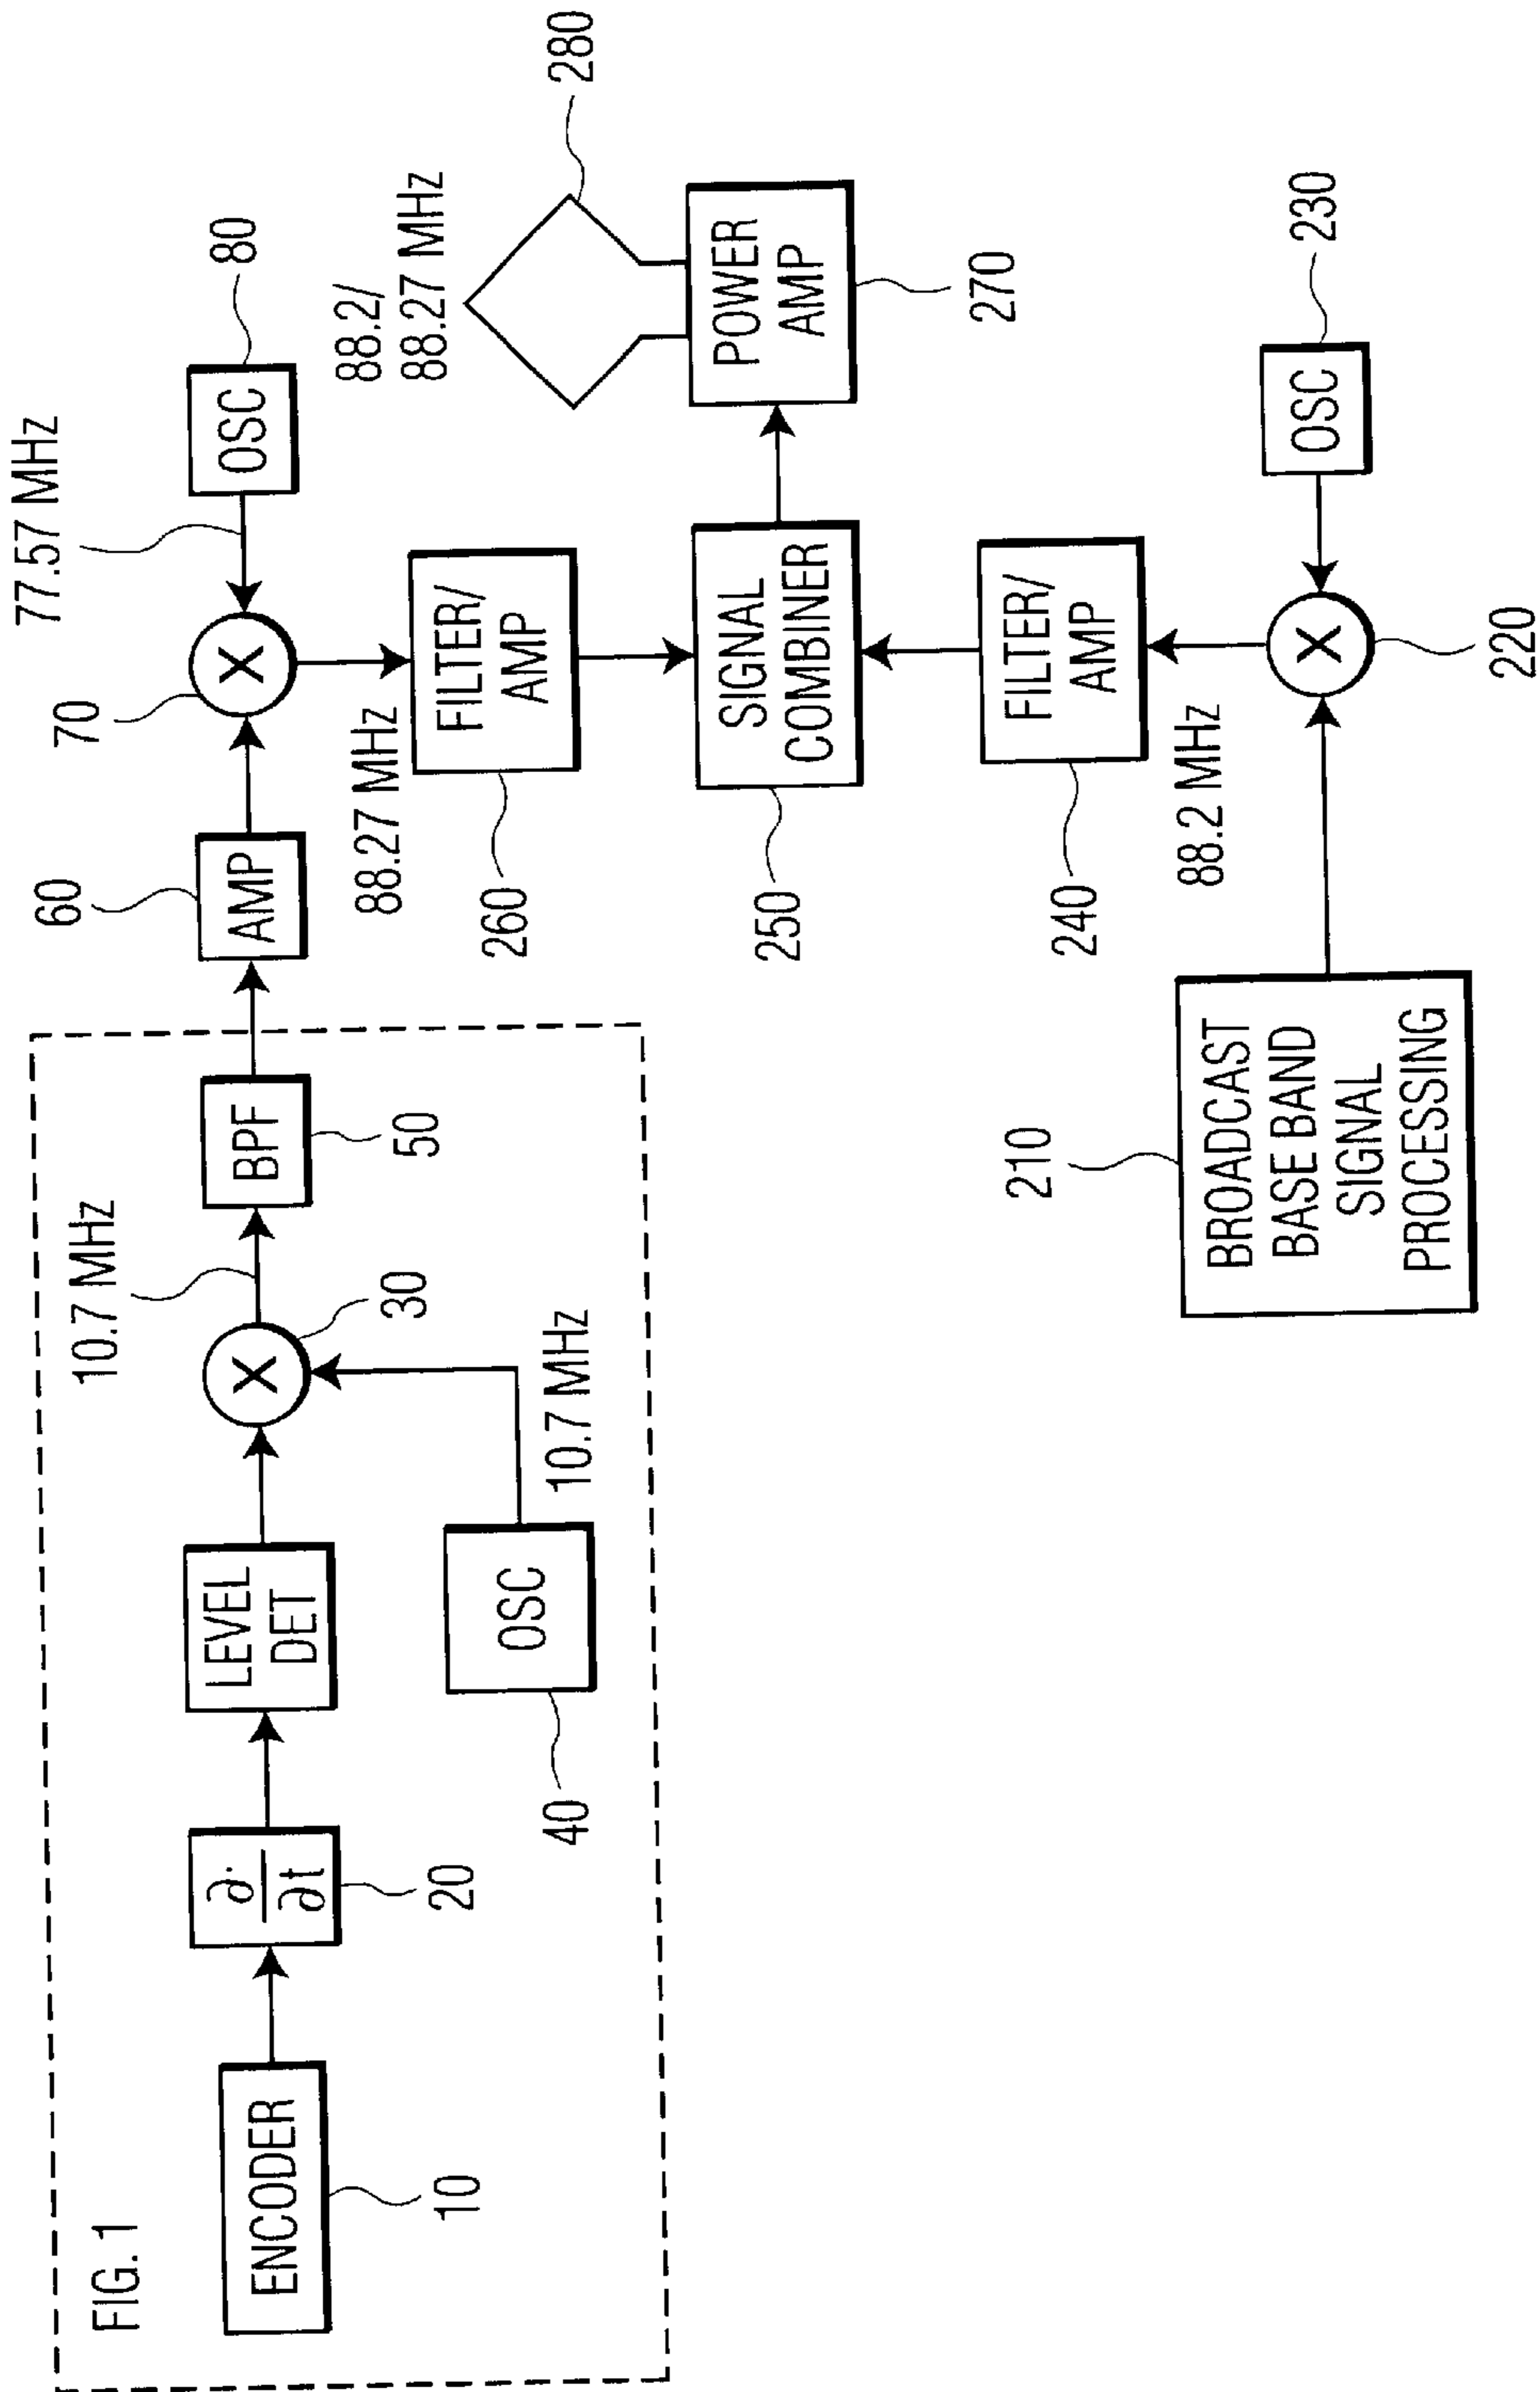 FIG. 1
ENCODER
10
∂·
∂t
20
LEVEL
DET
OSC
40
10.7 MHz
X
30
10.7 MHz
BPF
50
AMP
60
X
70
77.57 MHz
OSC
80
88.27 MHz
FILTER/
AMP
260
SIGNAL
COMBINER
250
88.2/
88.27 MHz
280
POWER
AMP
270
FILTER/
AMP
240
88.2 MHz
X
220
OSC
230
BROADCAST
BASE BAND
SIGNAL
PROCESSING
210